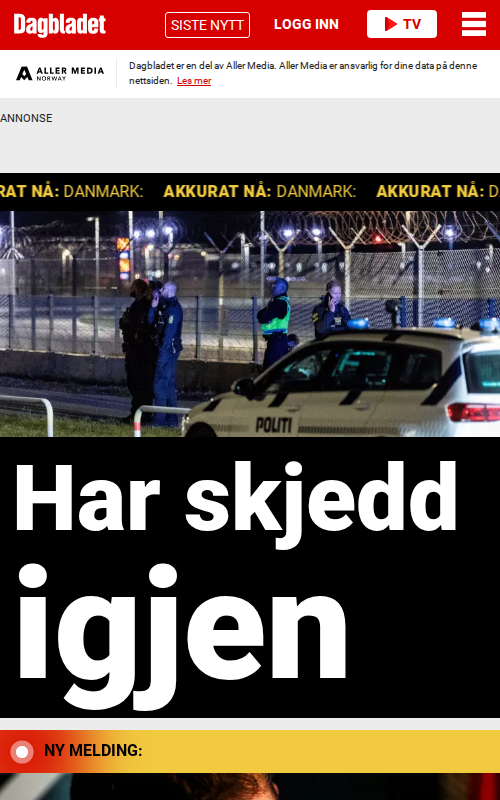 Dagbladet SISTE NYTT LOGG INN TV
ALLER MEDIA
NORWAY
Dagbladet er en del av Aller Media. Aller Media er ansvarlig for dine data på denne
nettsiden. Les mer
ANNONSE
RAT NÅ: DANMARK: AKKURAT NÅ: DANMARK: AKKURAT NÅ: D
POLITI
Har skjedd
igjen
NY MELDING: